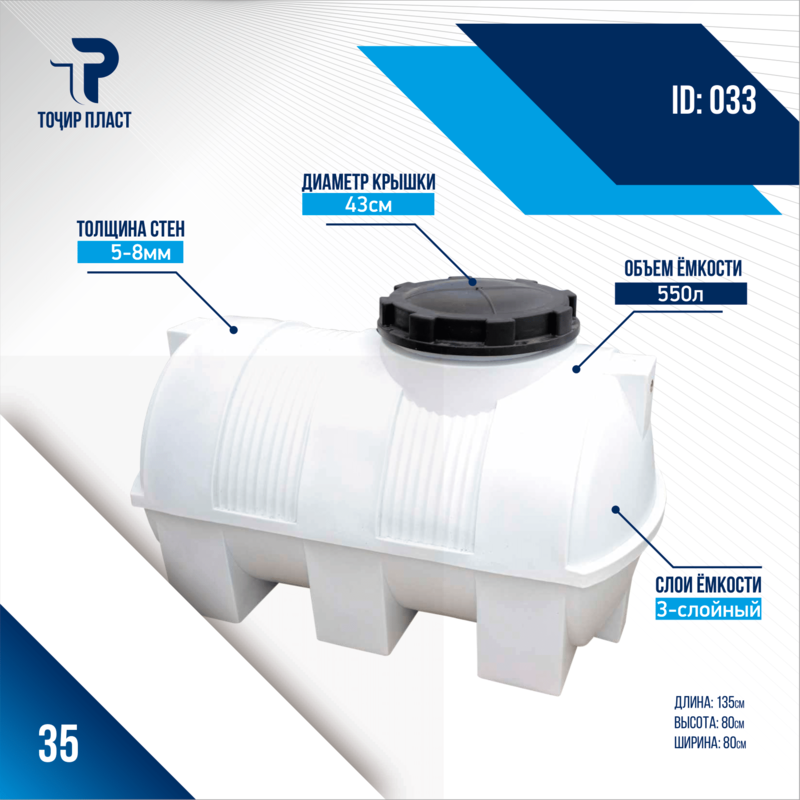 ТОҶИР ПЛАСТ
ID: 033
ДИАМЕТР КРЫШКИ
43см
ТОЛЩИНА СТЕН
5-8мм
ОБЪЕМ ЁМКОСТИ
550л
СЛОИ ЁМКОСТИ
3-слойный
ДЛИНА: 135см
ВЫСОТА: 80см
ШИРИНА: 80см
35